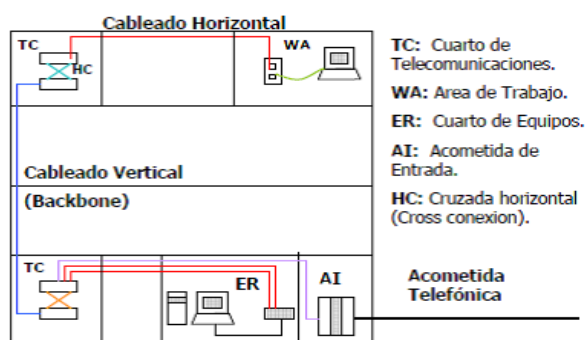 Cableado Horizontal
TC
HC
WA
Cableado Vertical
(Backbone)
TC
ER
AI
TC: Cuarto de
Telecomunicaciones.
WA: Area de Trabajo.
ER: Cuarto de Equipos.
AI: Acometida de
Entrada.
HC: Cruzada horizontal
(Cross conexion).
Acometida
Telefónica